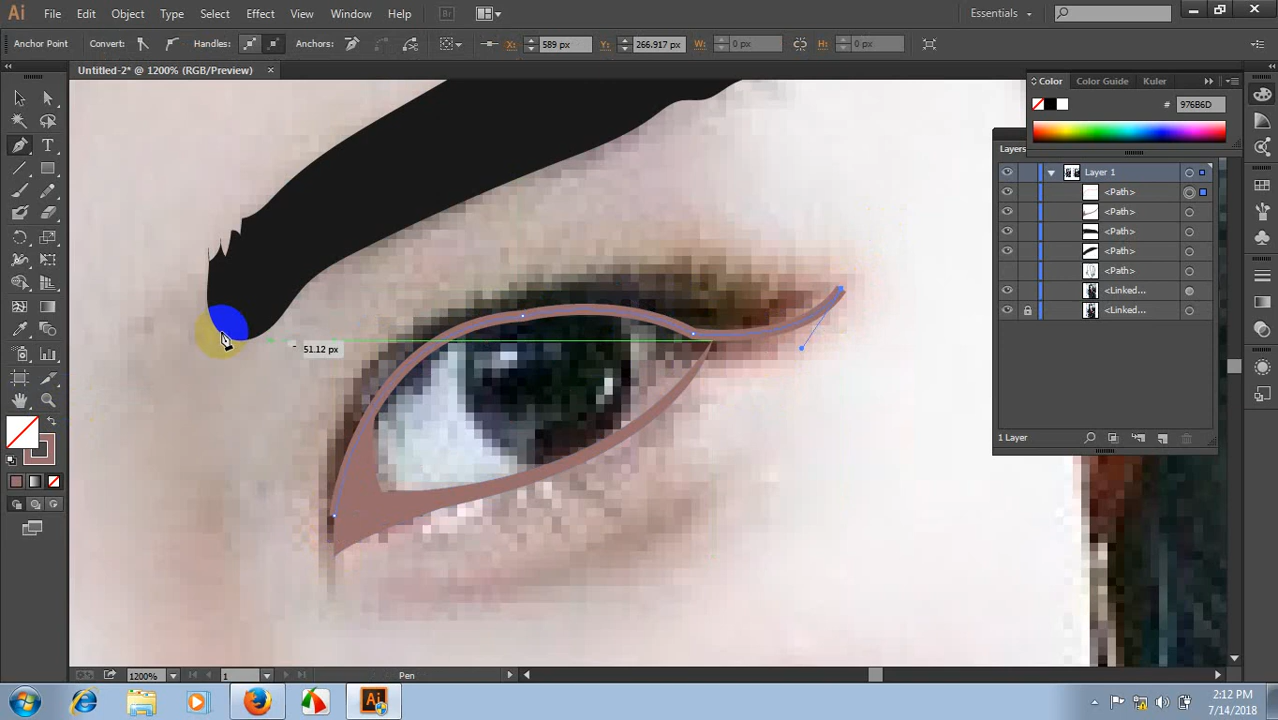 Ai File Edit Object Type Select Effect View Window Help Br Essentials
Anchor Point Convert: Handles: Anchors: X: 589 px Y: 266.917 px W: 0 px H: 0 px
Untitled-2* @ 1200% (RGB/Preview) ×
Color Color Guide Ruler
# 976B6D
Layers
Layer 1
<Path>
<Path>
<Path>
<Path>
<Path>
<Linked...
<Linked...
51.12 px
1 Layer
1200% 1 Pen
Ai
2:12 PM
7/14/2018